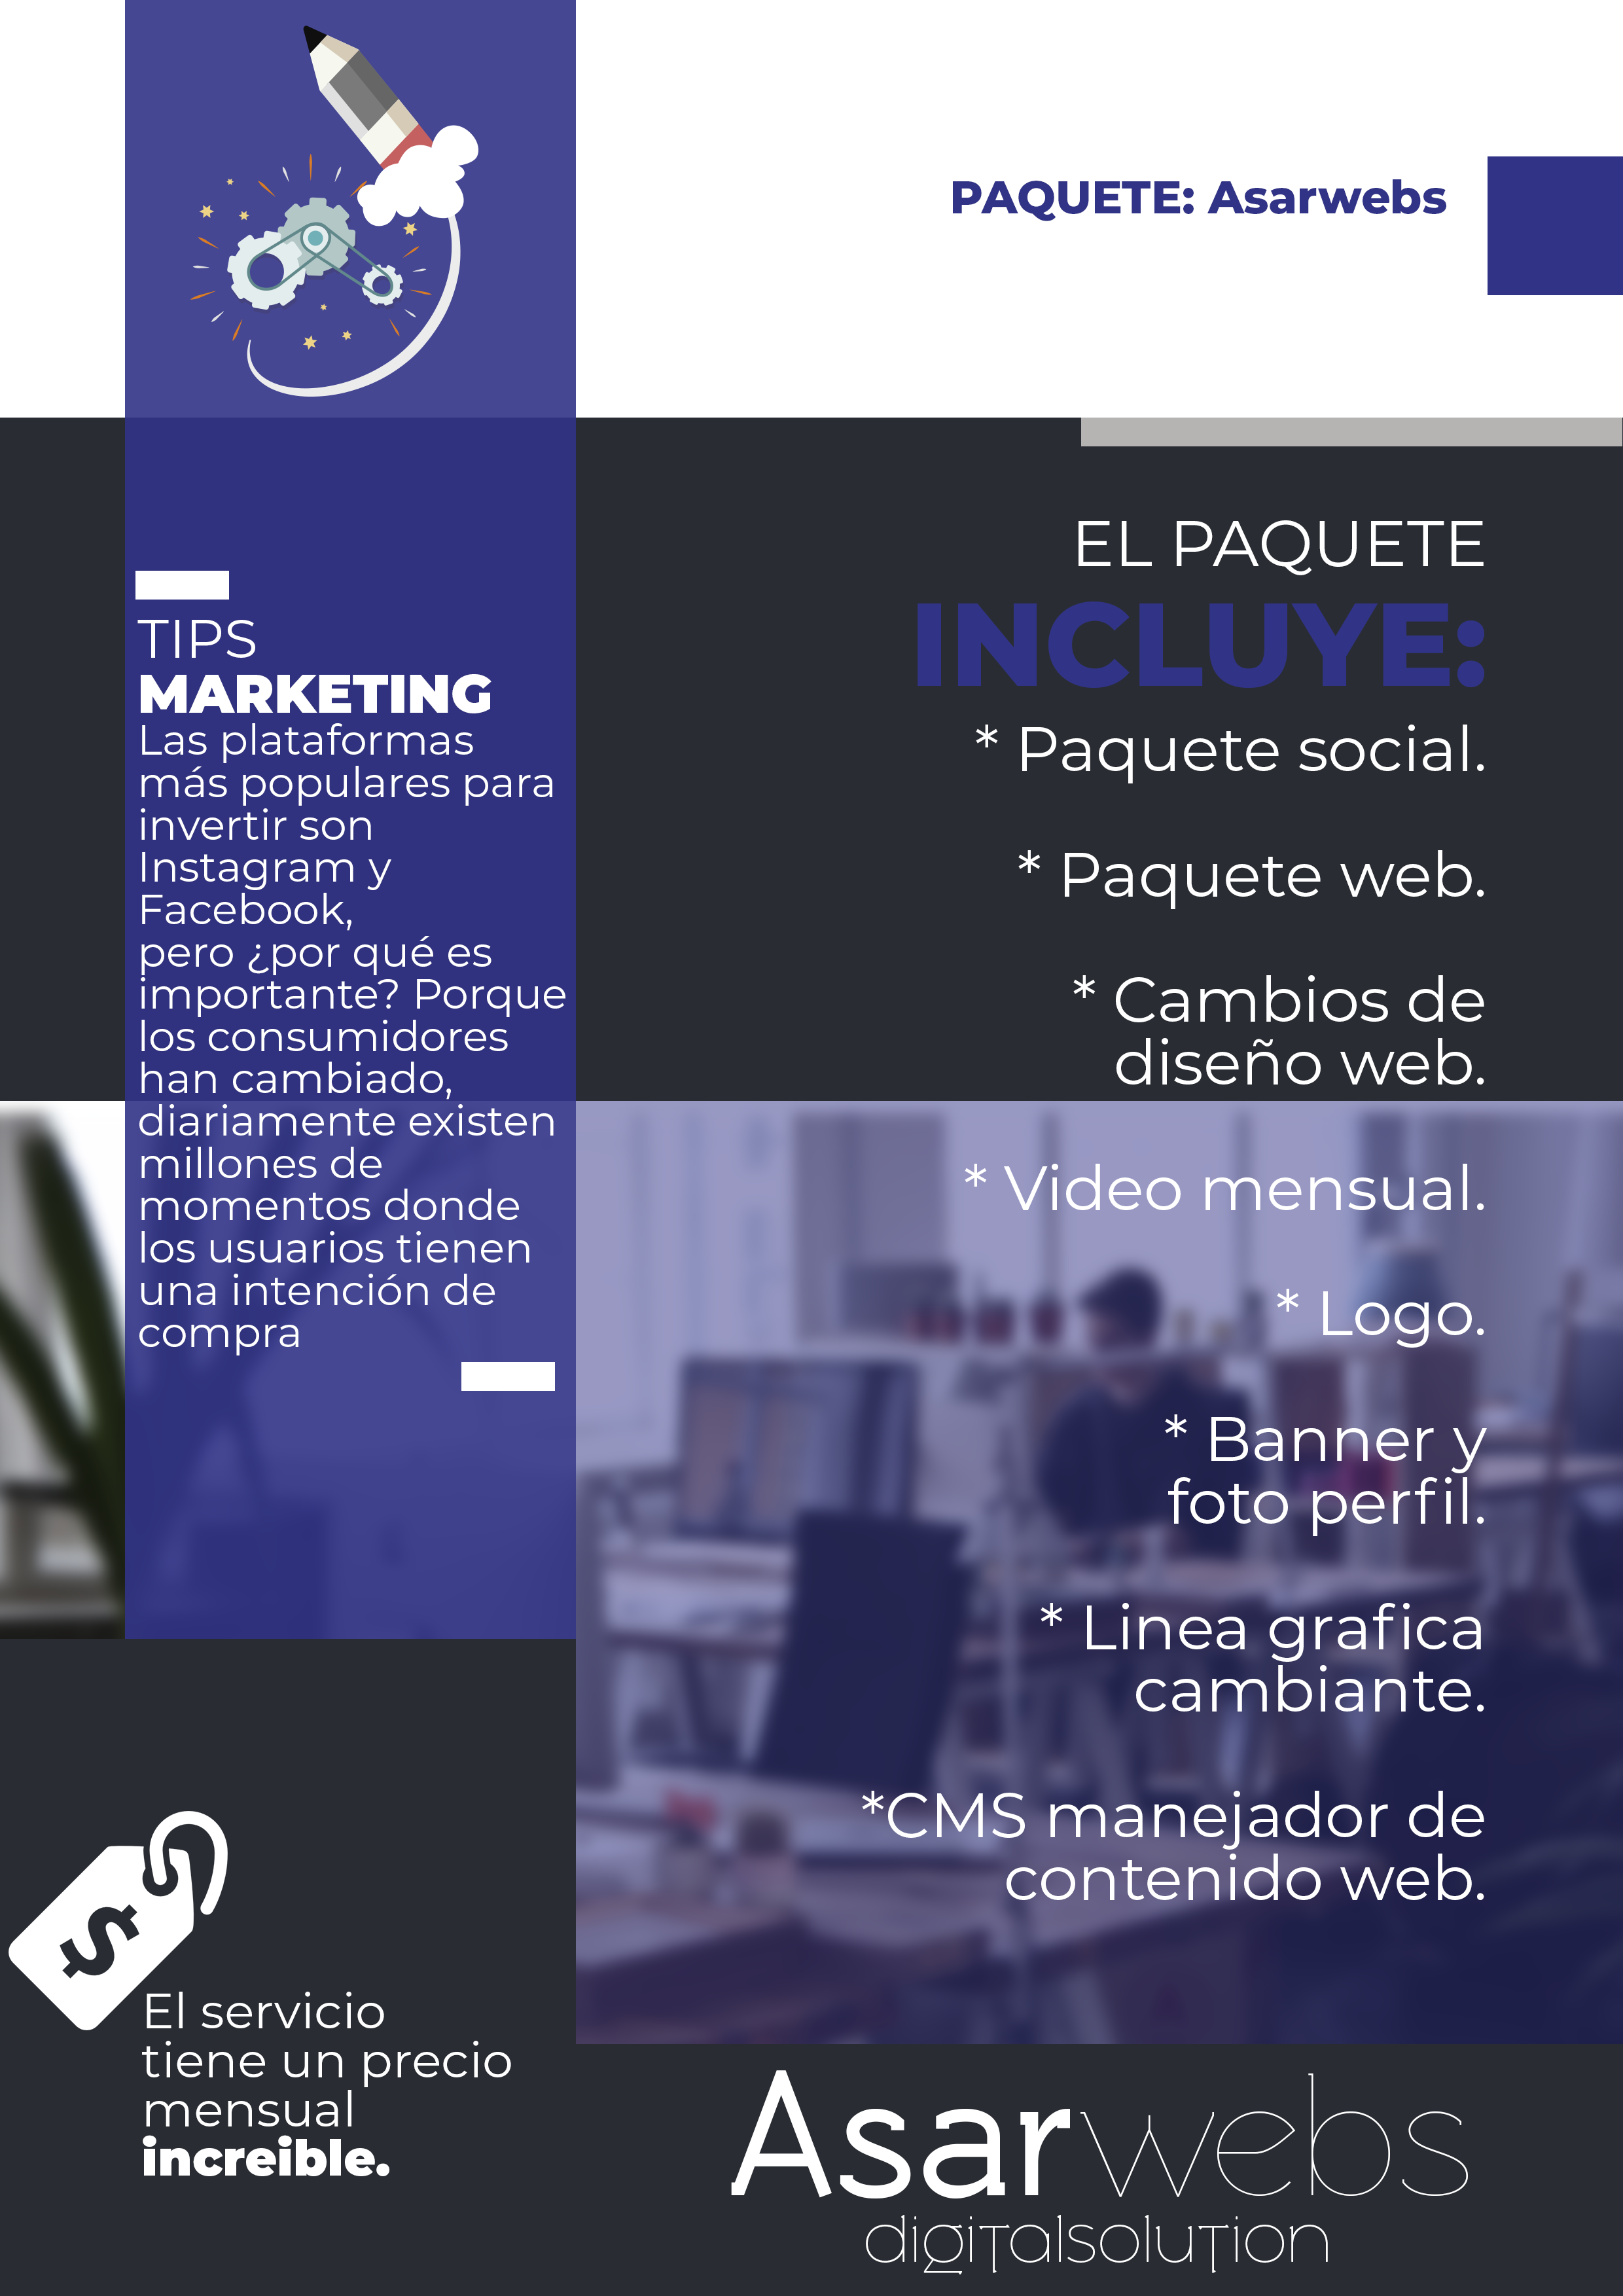 PAQUETE: Asarwebs
TIPS
MARKETING
Las plataformas
más populares para
invertir son
Instagram y
Facebook,
pero ¿por qué es
importante? Porque
los consumidores
han cambiado,
diariamente existen
millones de
momentos donde
los usuarios tienen
una intención de
compra
EL PAQUETE
INCLUYE:
* Paquete social.
* Paquete web.
* Cambios de
diseño web.
* Video mensual.
* Logo.
* Banner y
foto perfil.
* Linea grafica
cambiante.
*CMS manejador de
contenido web.
$
El servicio
tiene un precio
mensual
increible.
Asarwebs
digitalsolution